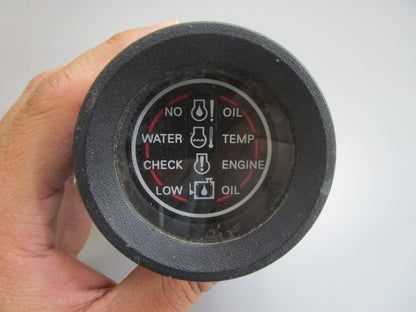 NO OIL
WATER TEMP
CHECK ENGINE
LOW OIL